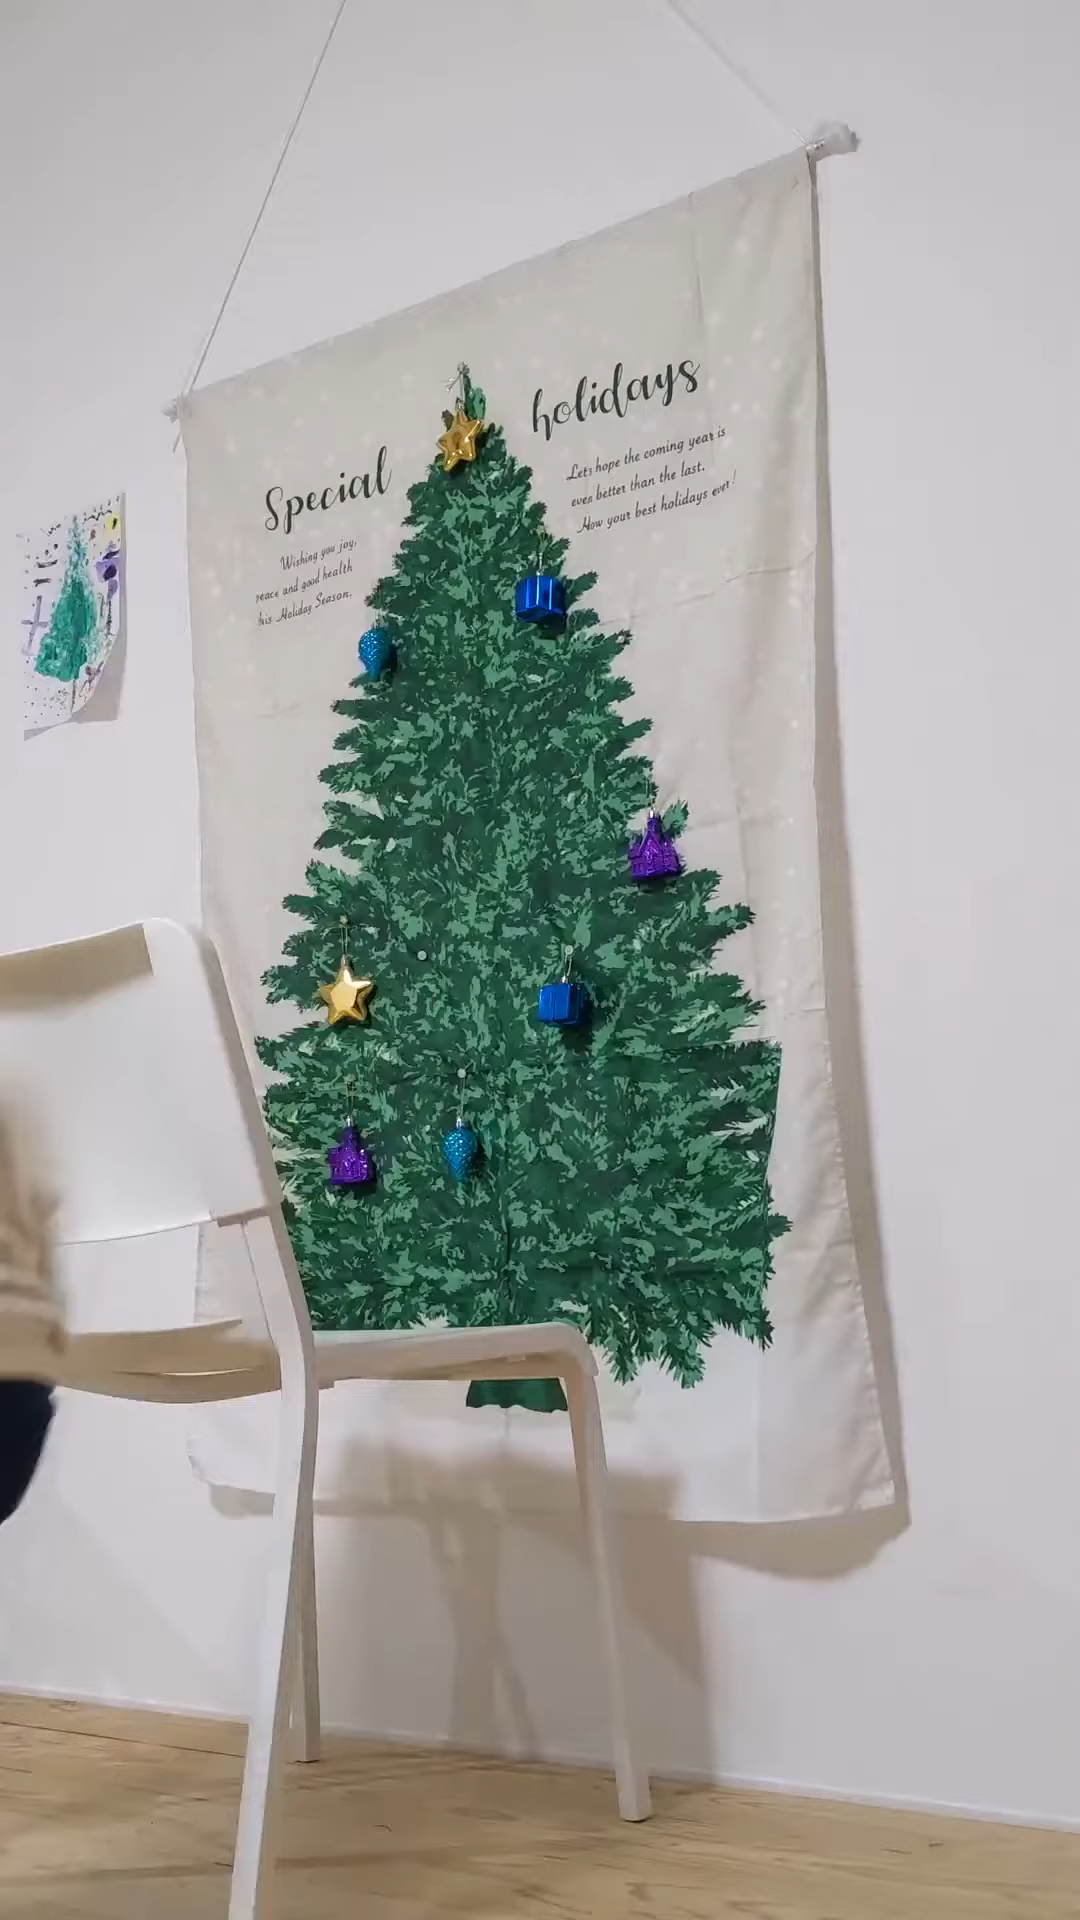 Special
Wishing you joy,
peace and good health
this Holiday Season.
holidays
Let's hope the coming year is
even better than the last.
How your best holidays ever!